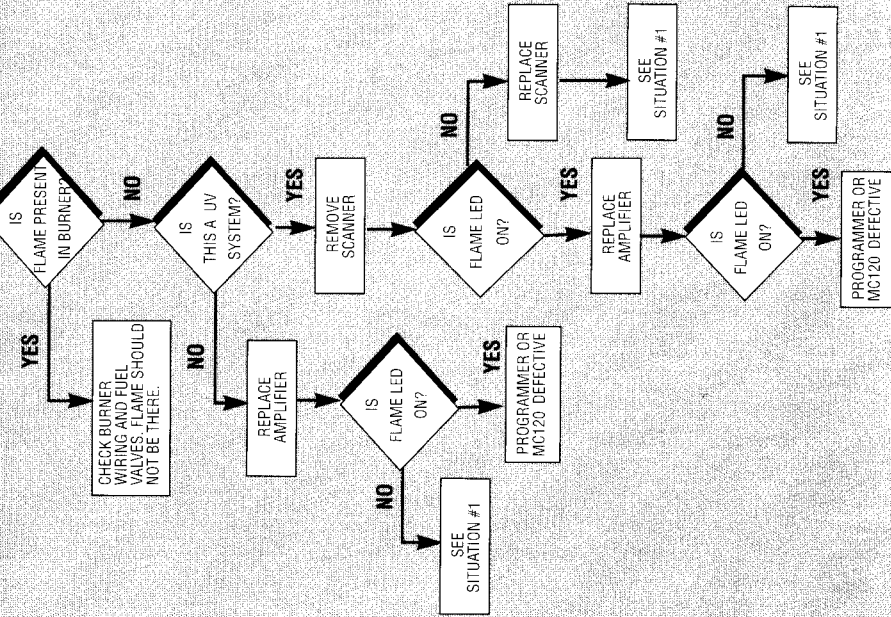 IS
FLAME PRESENT
IN BURNER?
YES
NO
CHECK BURNER
WIRING AND FUEL
VALVES. FLAME SHOULD
NOT BE THERE.
IS
THIS A UV
SYSTEM?
NO
YES
REPLACE
AMPLIFIER
REMOVE
SCANNER
IS
FLAME LED
ON?
NO
YES
SEE
SITUATION #1
PROGRAMMER OR
MC120 DEFECTIVE
IS
FLAME LED
ON?
NO
YES
REPLACE
SCANNER
SEE
SITUATION #1
REPLACE
AMPLIFIER
IS
FLAME LED
ON?
NO
YES
SEE
SITUATION #1
PROGRAMMER OR
MC120 DEFECTIVE